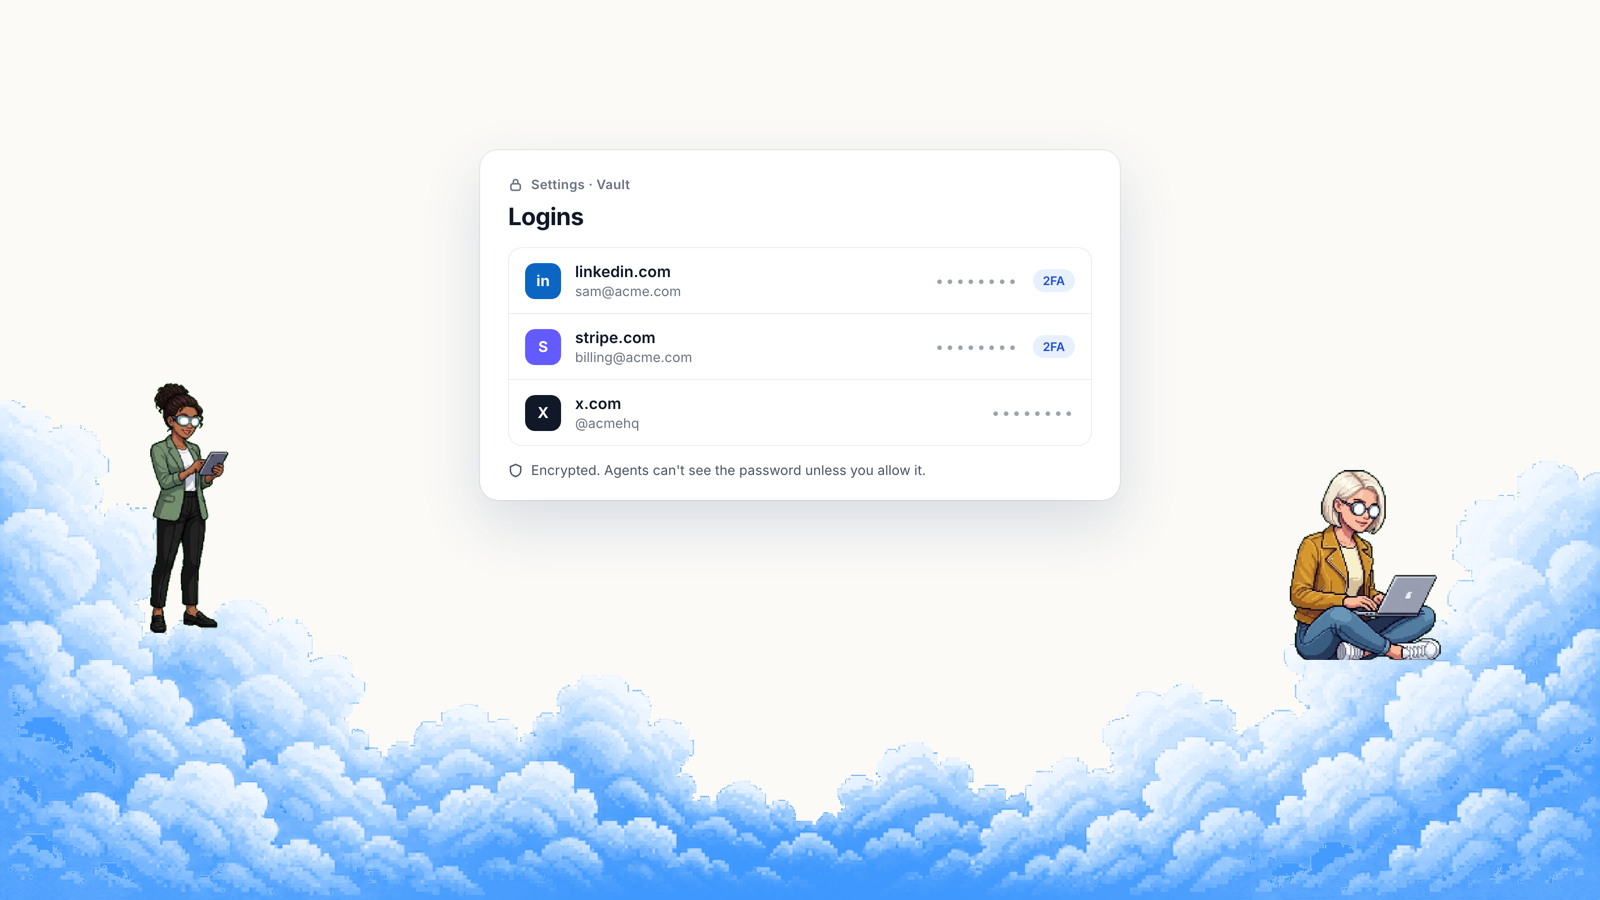 Settings · Vault
Logins
in
linkedin.com
sam@acme.com
•••••••• 2FA
S
stripe.com
billing@acme.com
•••••••• 2FA
X
x.com
@acmehq
••••••••
Encrypted. Agents can't see the password unless you allow it.